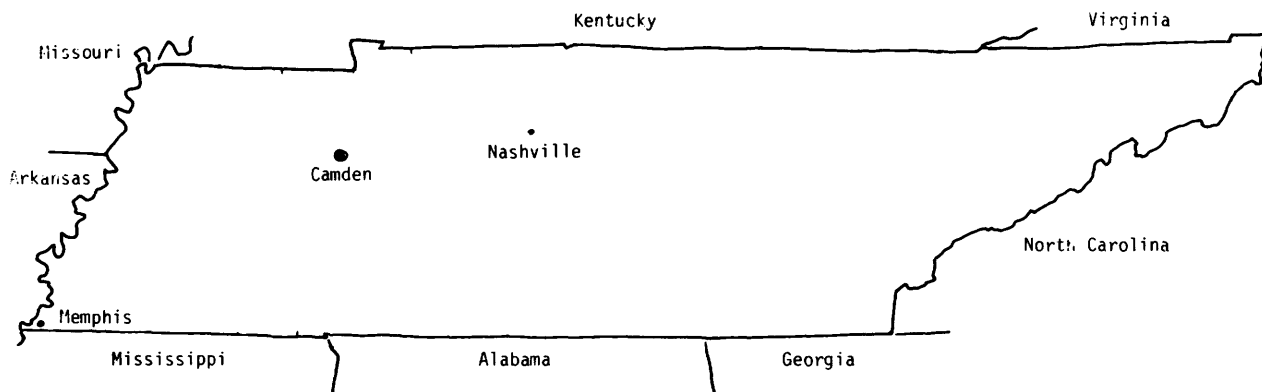 Kentucky
Virginia
Missouri
Nashville
Camden
Arkansas
North Carolina
Memphis
Mississippi
Alabama
Georgia